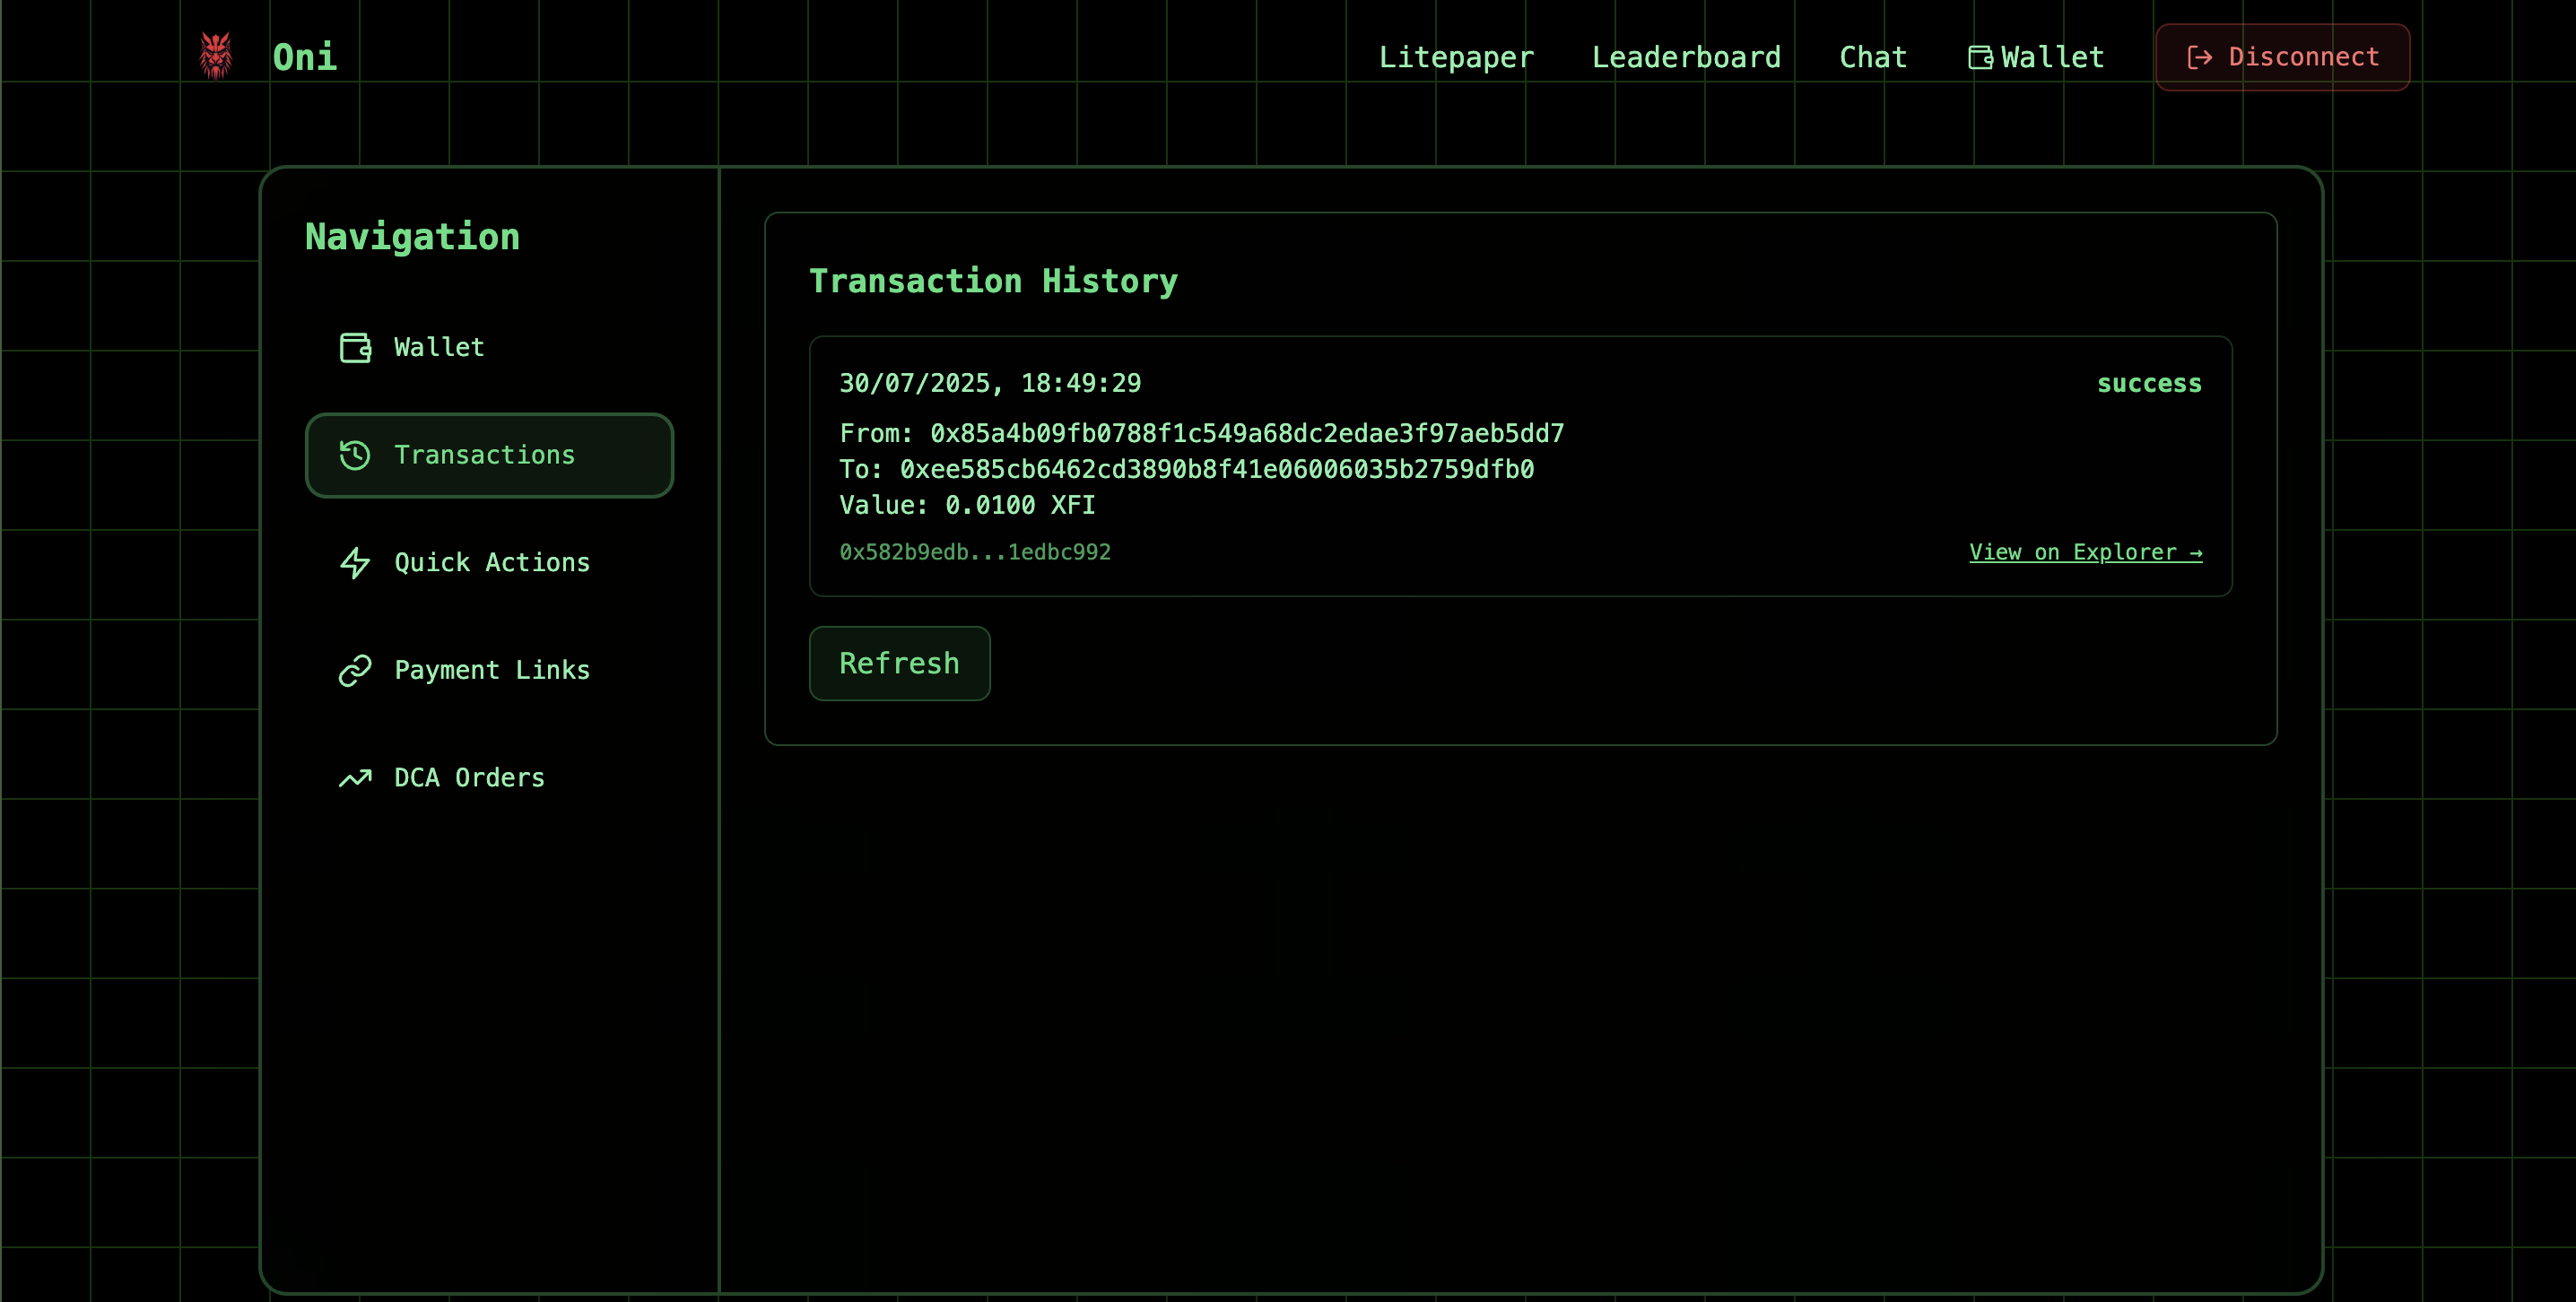 Oni
Litepaper
Leaderboard
Chat
Wallet
Disconnect
Navigation
Wallet
Transactions
Quick Actions
Payment Links
DCA Orders
Transaction History
30/07/2025, 18:49:29
success
From: 0x85a4b09fb0788f1c549a68dc2edae3f97aeb5dd7
To: 0xee585cb6462cd3890b8f41e06006035b2759dfb0
Value: 0.0100 XFI
0x582b9edb...1edbc992
View on Explorer →
Refresh